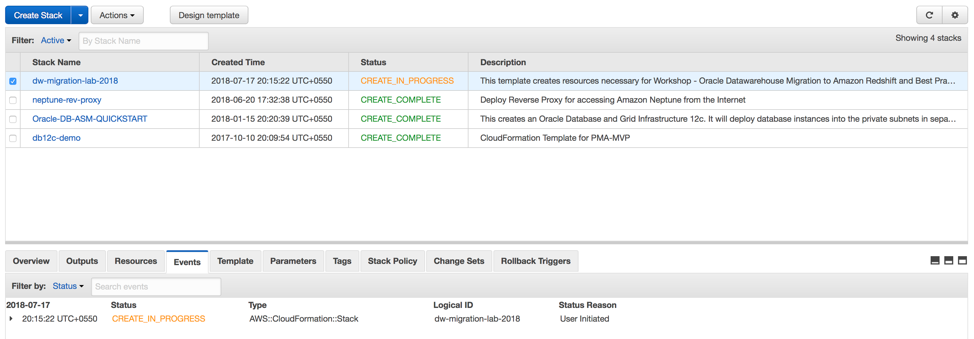 Create Stack Actions Design template
Filter: Active By Stack Name Showing 4 stacks
Stack Name Created Time Status Description
dw-migration-lab-2018 2018-07-17 20:15:22 UTC+0550 CREATE_IN_PROGRESS This template creates resources necessary for Workshop - Oracle Datawarehouse Migration to Amazon Redshift and Best Pra...
neptune-rev-proxy 2018-06-20 17:32:38 UTC+0550 CREATE_COMPLETE Deploy Reverse Proxy for accessing Amazon Neptune from the Internet
Oracle-DB-ASM-QUICKSTART 2018-01-15 20:20:39 UTC+0550 CREATE_COMPLETE This creates an Oracle Database and Grid Infrastructure 12c. It will deploy database instances into the private subnets in sepa...
db12c-demo 2017-10-10 20:09:54 UTC+0550 CREATE_COMPLETE CloudFormation Template for PMA-MVP
Overview Outputs Resources Events Template Parameters Tags Stack Policy Change Sets Rollback Triggers
Filter by: Status Search events
2018-07-17 Status Type Logical ID Status Reason
20:15:22 UTC+0550 CREATE_IN_PROGRESS AWS::CloudFormation::Stack dw-migration-lab-2018 User Initiated